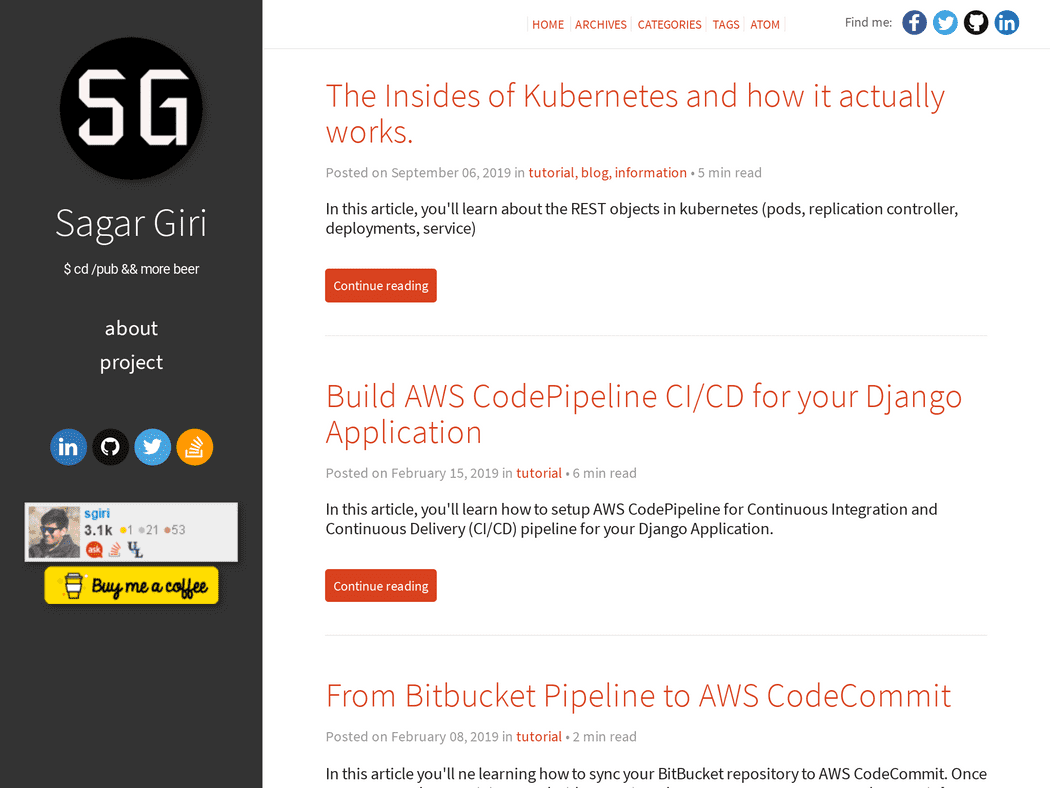 SG
Sagar Giri
$ cd /pub && more beer
about
project
sgiri
3.1k 1 21 53
ask
UL
Buy me a coffee
HOME ARCHIVES CATEGORIES TAGS ATOM
Find me:
The Insides of Kubernetes and how it actually
works.
Posted on September 06, 2019 in tutorial, blog, information • 5 min read
In this article, you'll learn about the REST objects in kubernetes (pods, replication controller,
deployments, service)
Continue reading
Build AWS CodePipeline CI/CD for your Django
Application
Posted on February 15, 2019 in tutorial • 6 min read
In this article, you'll learn how to setup AWS CodePipeline for Continuous Integration and
Continuous Delivery (CI/CD) pipeline for your Django Application.
Continue reading
From Bitbucket Pipeline to AWS CodeCommit
Posted on February 08, 2019 in tutorial • 2 min read
In this article you'll ne learning how to sync your BitBucket repository to AWS CodeCommit. Once